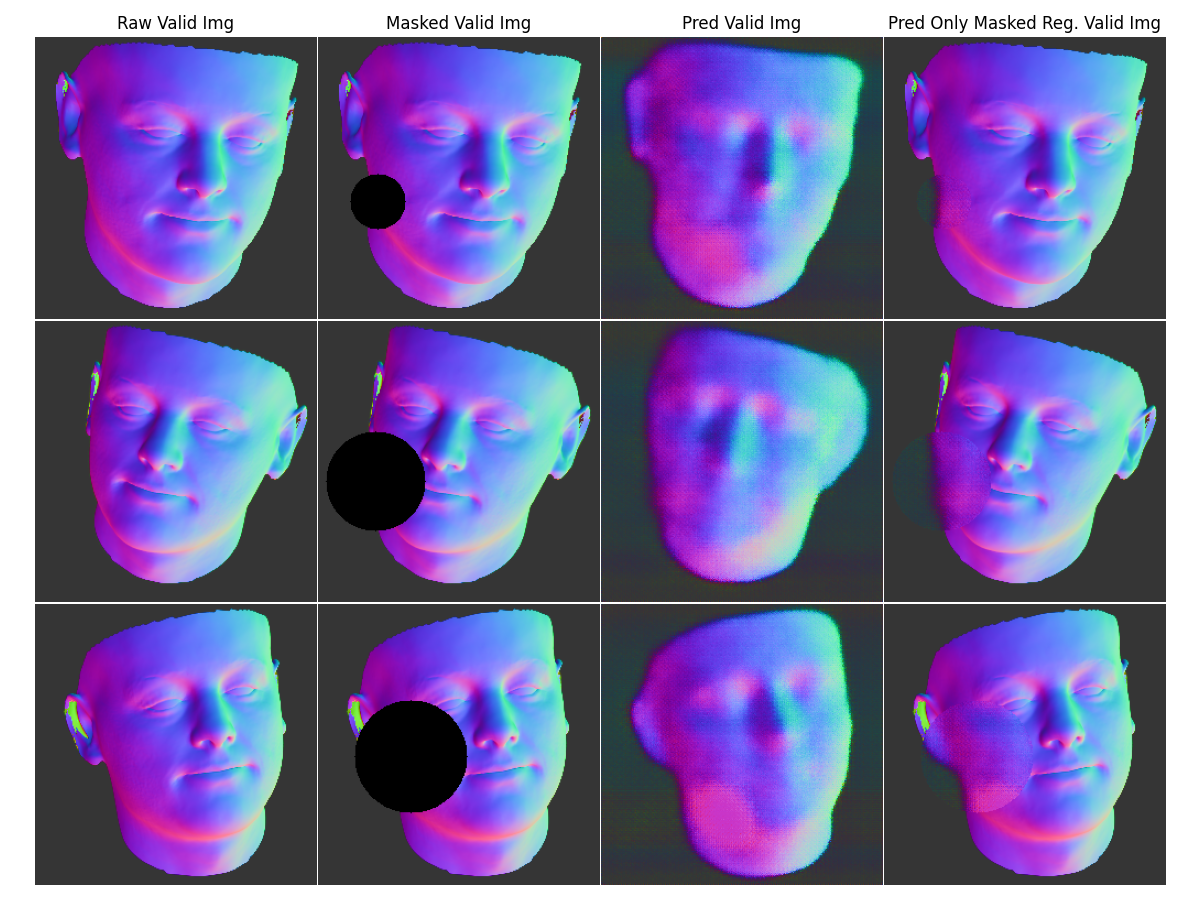 Raw Valid Img
Masked Valid Img
Pred Valid Img
Pred Only Masked Reg. Valid Img